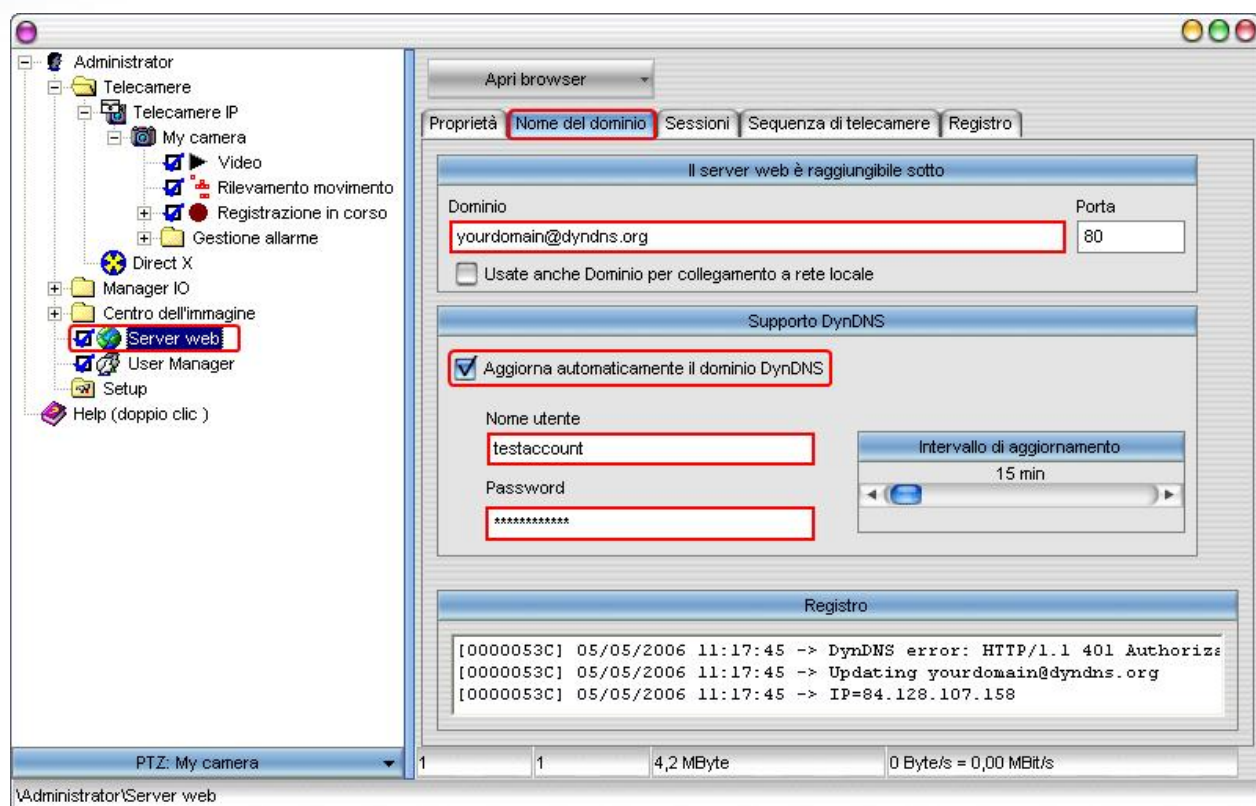 Administrator
Telecamere
Telecamere IP
My camera
Video
Rilevamento movimento
Registrazione in corso
Gestione allarme
Direct X
Manager IO
Centro dell'immagine
Server web
User Manager
Setup
Help (doppio clic )
PTZ: My camera
Apri browser
Proprietà Nome del dominio Sessioni Sequenza di telecamere Registro
Il server web è raggiungibile sotto
Dominio Porta
yourdomain@dyndns.org 80
Usate anche Dominio per collegamento a rete locale
Supporto DynDNS
Aggiorna automaticamente il dominio DynDNS
Nome utente
testaccount
Password
************
Intervallo di aggiornamento
15 min
Registro
[0000053C] 05/05/2006 11:17:45 -> DynDNS error: HTTP/1.1 401 Authoriza
[0000053C] 05/05/2006 11:17:45 -> Updating yourdomain@dyndns.org
[0000053C] 05/05/2006 11:17:45 -> IP=84.128.107.158
1 1 4,2 MByte 0 Byte/s = 0,00 MBit/s
\Administrator\Server web